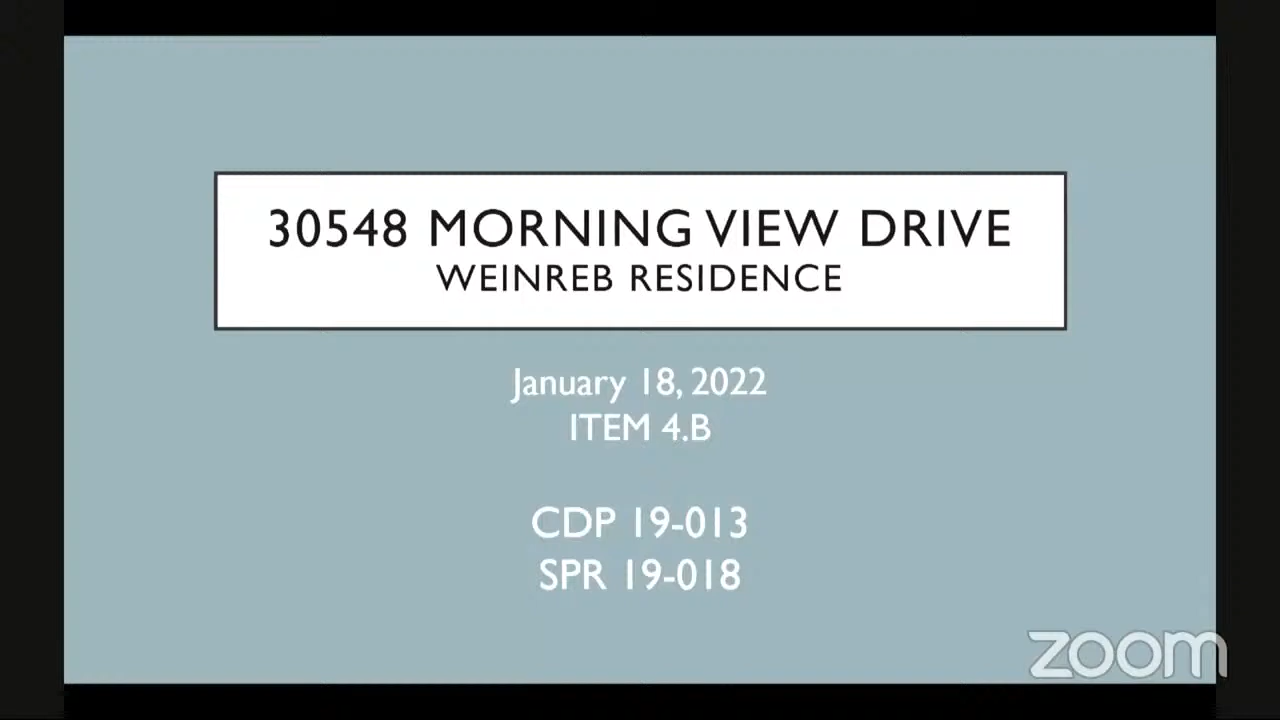 30548 MORNING VIEW DRIVE
WEINREB RESIDENCE
January 18, 2022
ITEM 4.B
CDP 19-013
SPR 19-018
zoom